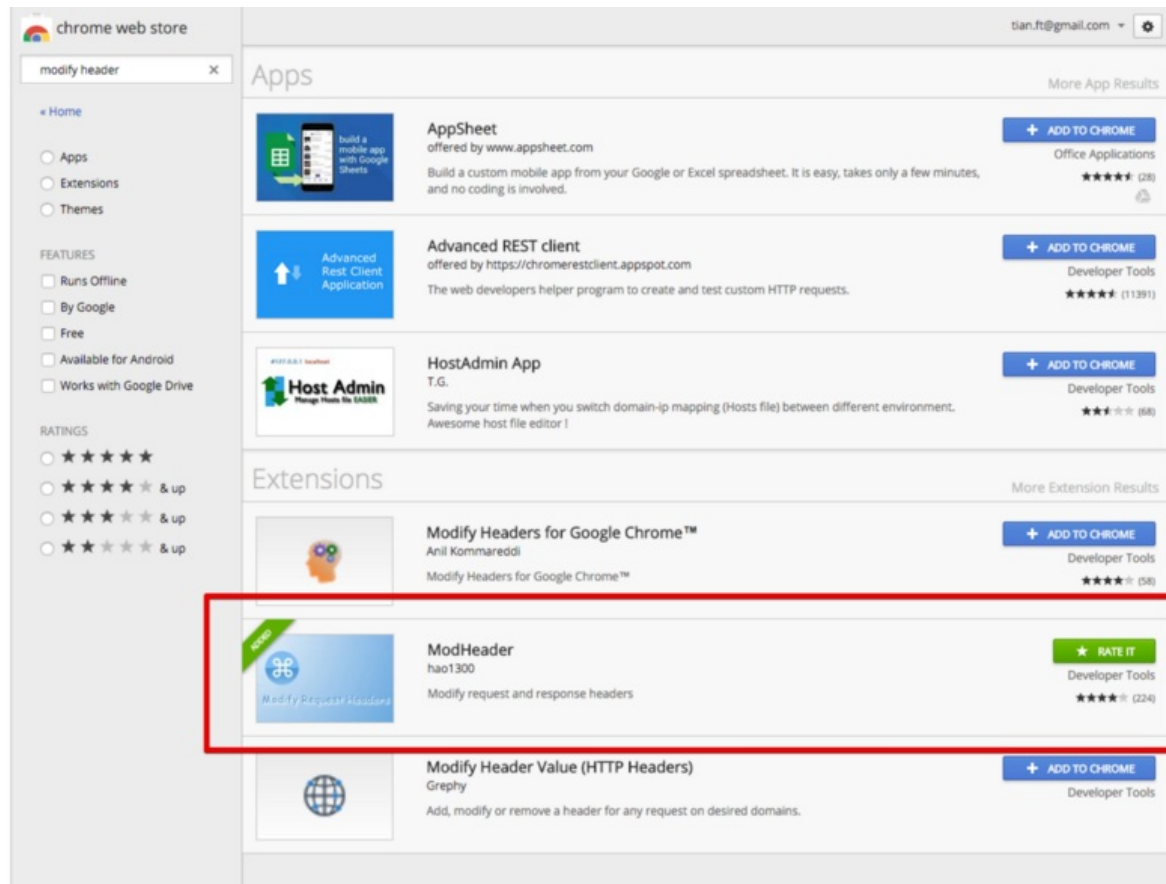 chrome web store
tian.ft@gmail.com
modify header
« Home
Apps
Extensions
Themes
FEATURES
Runs Offline
By Google
Free
Available for Android
Works with Google Drive
RATINGS
& up
& up
& up
Apps
More App Results
build a
mobile app
with Google
Sheets
AppSheet
offered by www.appsheet.com
Build a custom mobile app from your Google or Excel spreadsheet. It is easy, takes only a few minutes,
and no coding is involved.
+ ADD TO CHROME
Office Applications
(28)
Advanced
Rest Client
Application
Advanced REST client
offered by https://chromerestclient.appspot.com
The web developers helper program to create and test custom HTTP requests.
+ ADD TO CHROME
Developer Tools
(11391)
#127.0.0.1 localhost
Host Admin
Manage Hosts file EASIER
HostAdmin App
T.G.
Saving your time when you switch domain-ip mapping (Hosts file) between different environment.
Awesome host file editor !
+ ADD TO CHROME
Developer Tools
(68)
Extensions
More Extension Results
Modify Headers for Google Chrome™
Anil Kommareddi
Modify Headers for Google Chrome™
+ ADD TO CHROME
Developer Tools
(58)
ADDED
Modify Request Headers
ModHeader
hao1300
Modify request and response headers
RATE IT
Developer Tools
(224)
Modify Header Value (HTTP Headers)
Grephy
Add, modify or remove a header for any request on desired domains.
+ ADD TO CHROME
Developer Tools